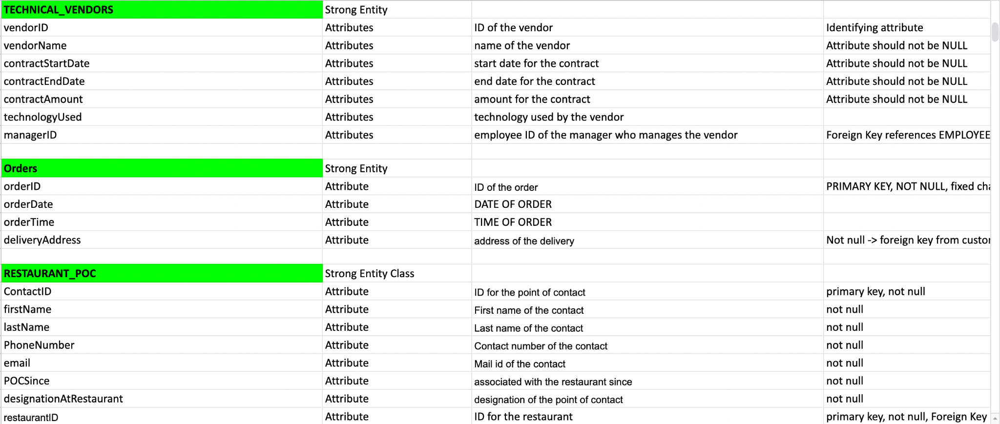 TECHNICAL_VENDORS Strong Entity
vendorID Attributes ID of the vendor Identifying attribute
vendorName Attributes name of the vendor Attribute should not be NULL
contractStartDate Attributes start date for the contract Attribute should not be NULL
contractEndDate Attributes end date for the contract Attribute should not be NULL
contractAmount Attributes amount for the contract Attribute should not be NULL
technologyUsed Attributes technology used by the vendor
managerID Attributes employee ID of the manager who manages the vendor Foreign Key references EMPLOYEE
Orders Strong Entity
orderID Attribute ID of the order PRIMARY KEY, NOT NULL, fixed cha
orderDate Attribute DATE OF ORDER
orderTime Attribute TIME OF ORDER
deliveryAddress Attribute address of the delivery Not null -> foreign key from custo
RESTAURANT_POC Strong Entity Class
ContactID Attribute ID for the point of contact primary key, not null
firstName Attribute First name of the contact not null
lastName Attribute Last name of the contact not null
PhoneNumber Attribute Contact number of the contact not null
email Attribute Mail id of the contact not null
POCSince Attribute associated with the restaurant since not null
designationAtRestaurant Attribute designation of the point of contact not null
restaurantID Attribute ID for the restaurant primary key, not null, Foreign Key